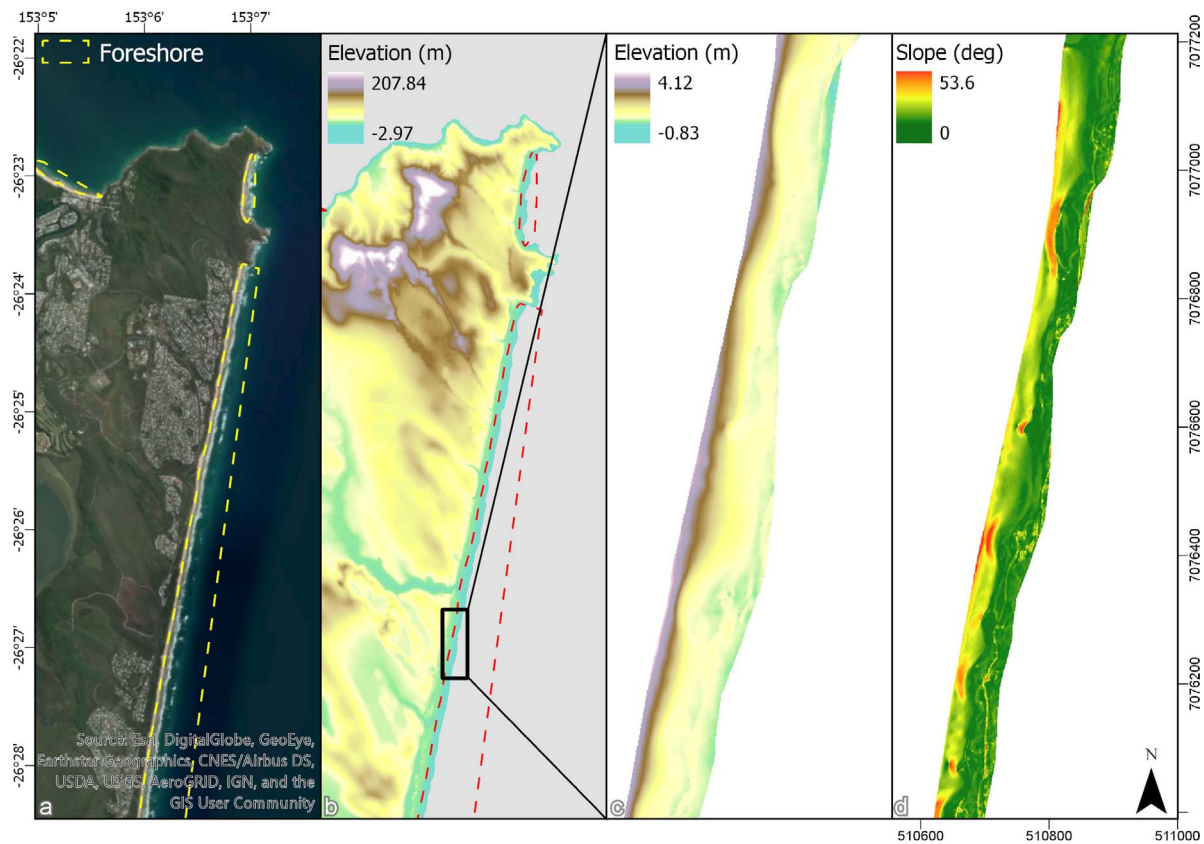 153°5' 153°6' 153°7'
-26°22'
-26°23'
-26°24'
-26°25'
-26°26'
-26°27'
-26°28'
Foreshore
Source: Esri, DigitalGlobe, GeoEye,
Earthstar Geographics, CNES/Airbus DS,
USDA, USGS, AeroGRID, IGN, and the
GIS User Community
a
Elevation (m)
207.84
-2.97
b
Elevation (m)
4.12
-0.83
c
Slope (deg)
53.6
0
d
N
7077200
7077000
7076800
7076600
7076400
7076200
510600 510800 511000